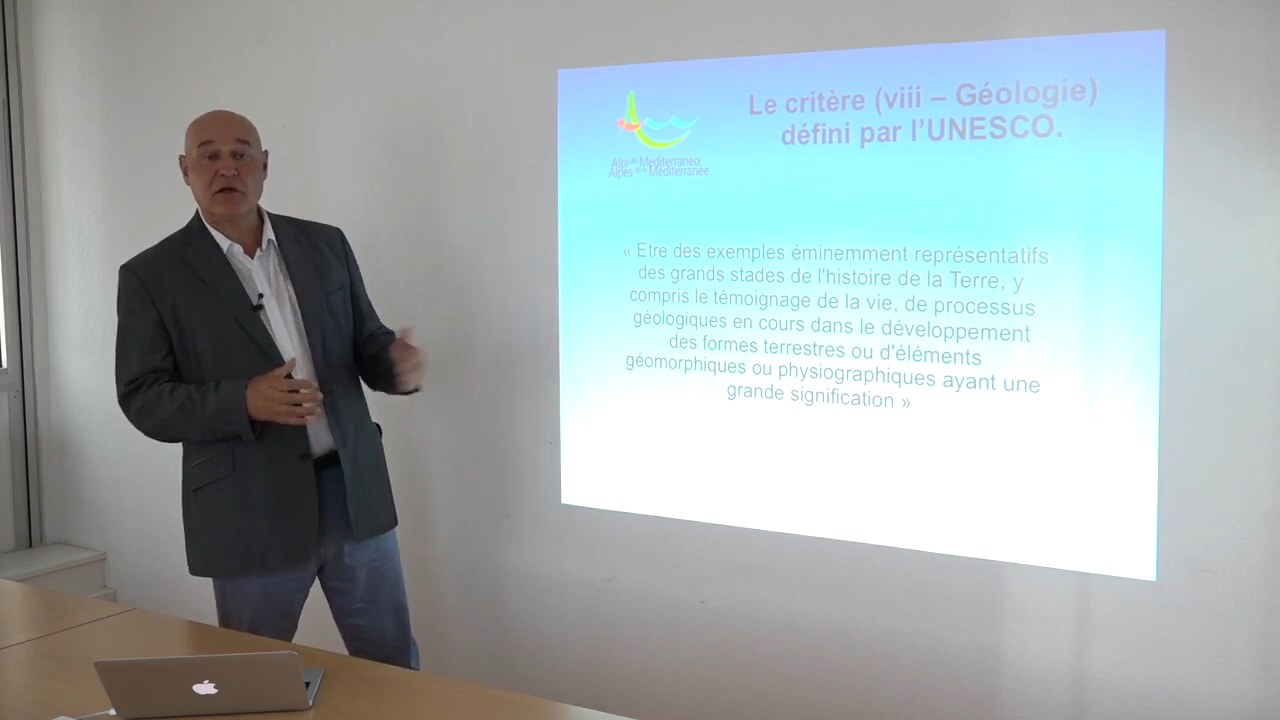 Le critère (viii – Géologie)
défini par l'UNESCO.
Alpi del Mediterraneo
Alpes de la Méditerranée
« Etre des exemples éminemment représentatifs
des grands stades de l'histoire de la Terre, y
compris le témoignage de la vie, de processus
géologiques en cours dans le développement
des formes terrestres ou d'éléments
géomorphiques ou physiographiques ayant une
grande signification »